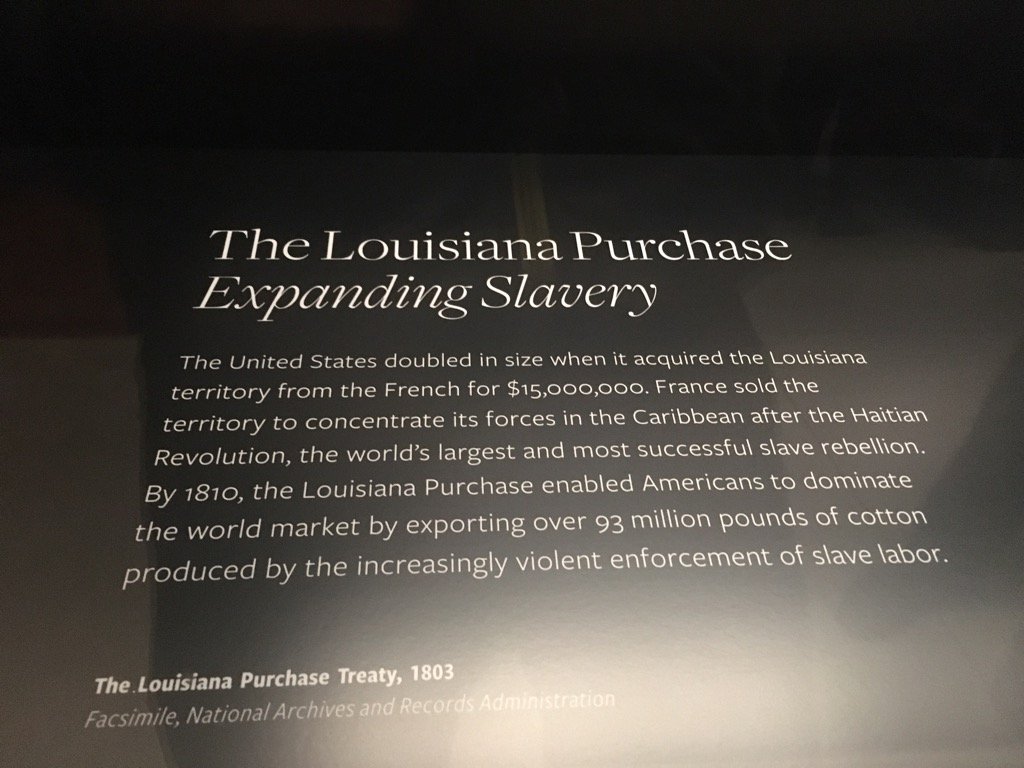 The Louisiana Purchase
Expanding Slavery
The United States doubled in size when it acquired the Louisiana
territory from the French for $15,000,000. France sold the
territory to concentrate its forces in the Caribbean after the Haitian
Revolution, the world's largest and most successful slave rebellion.
By 1810, the Louisiana Purchase enabled Americans to dominate
the world market by exporting over 93 million pounds of cotton
produced by the increasingly violent enforcement of slave labor.
The Louisiana Purchase Treaty, 1803
Facsimile, National Archives and Records Administration